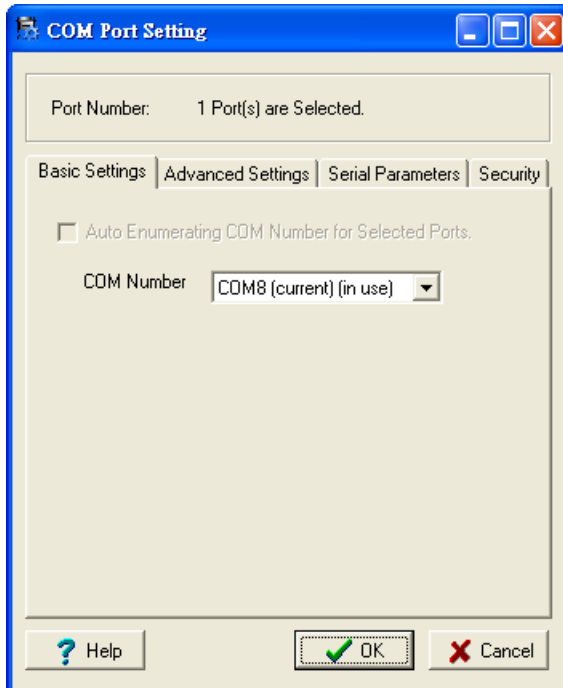 COM Port Setting
Port Number: 1 Port(s) are Selected.
Basic Settings Advanced Settings Serial Parameters Security
Auto Enumerating COM Number for Selected Ports.
COM Number COM8 (current) (in use)
? Help OK Cancel